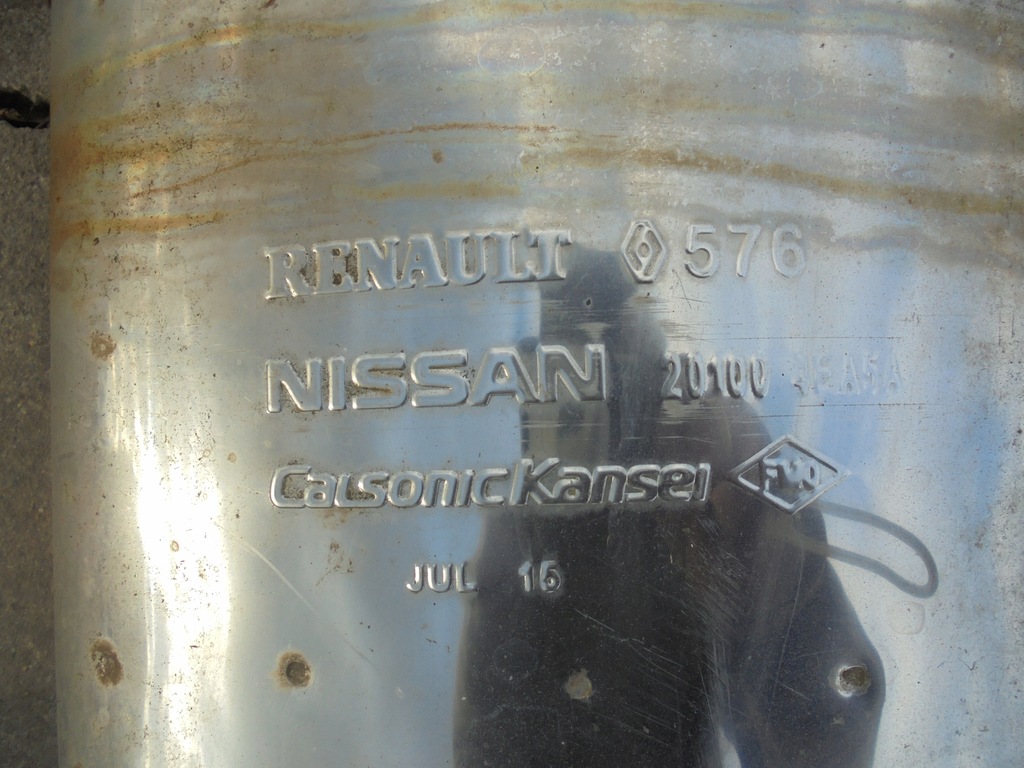 RENAULT 576
NISSAN 20100
CalsonicKansei
JUL 15